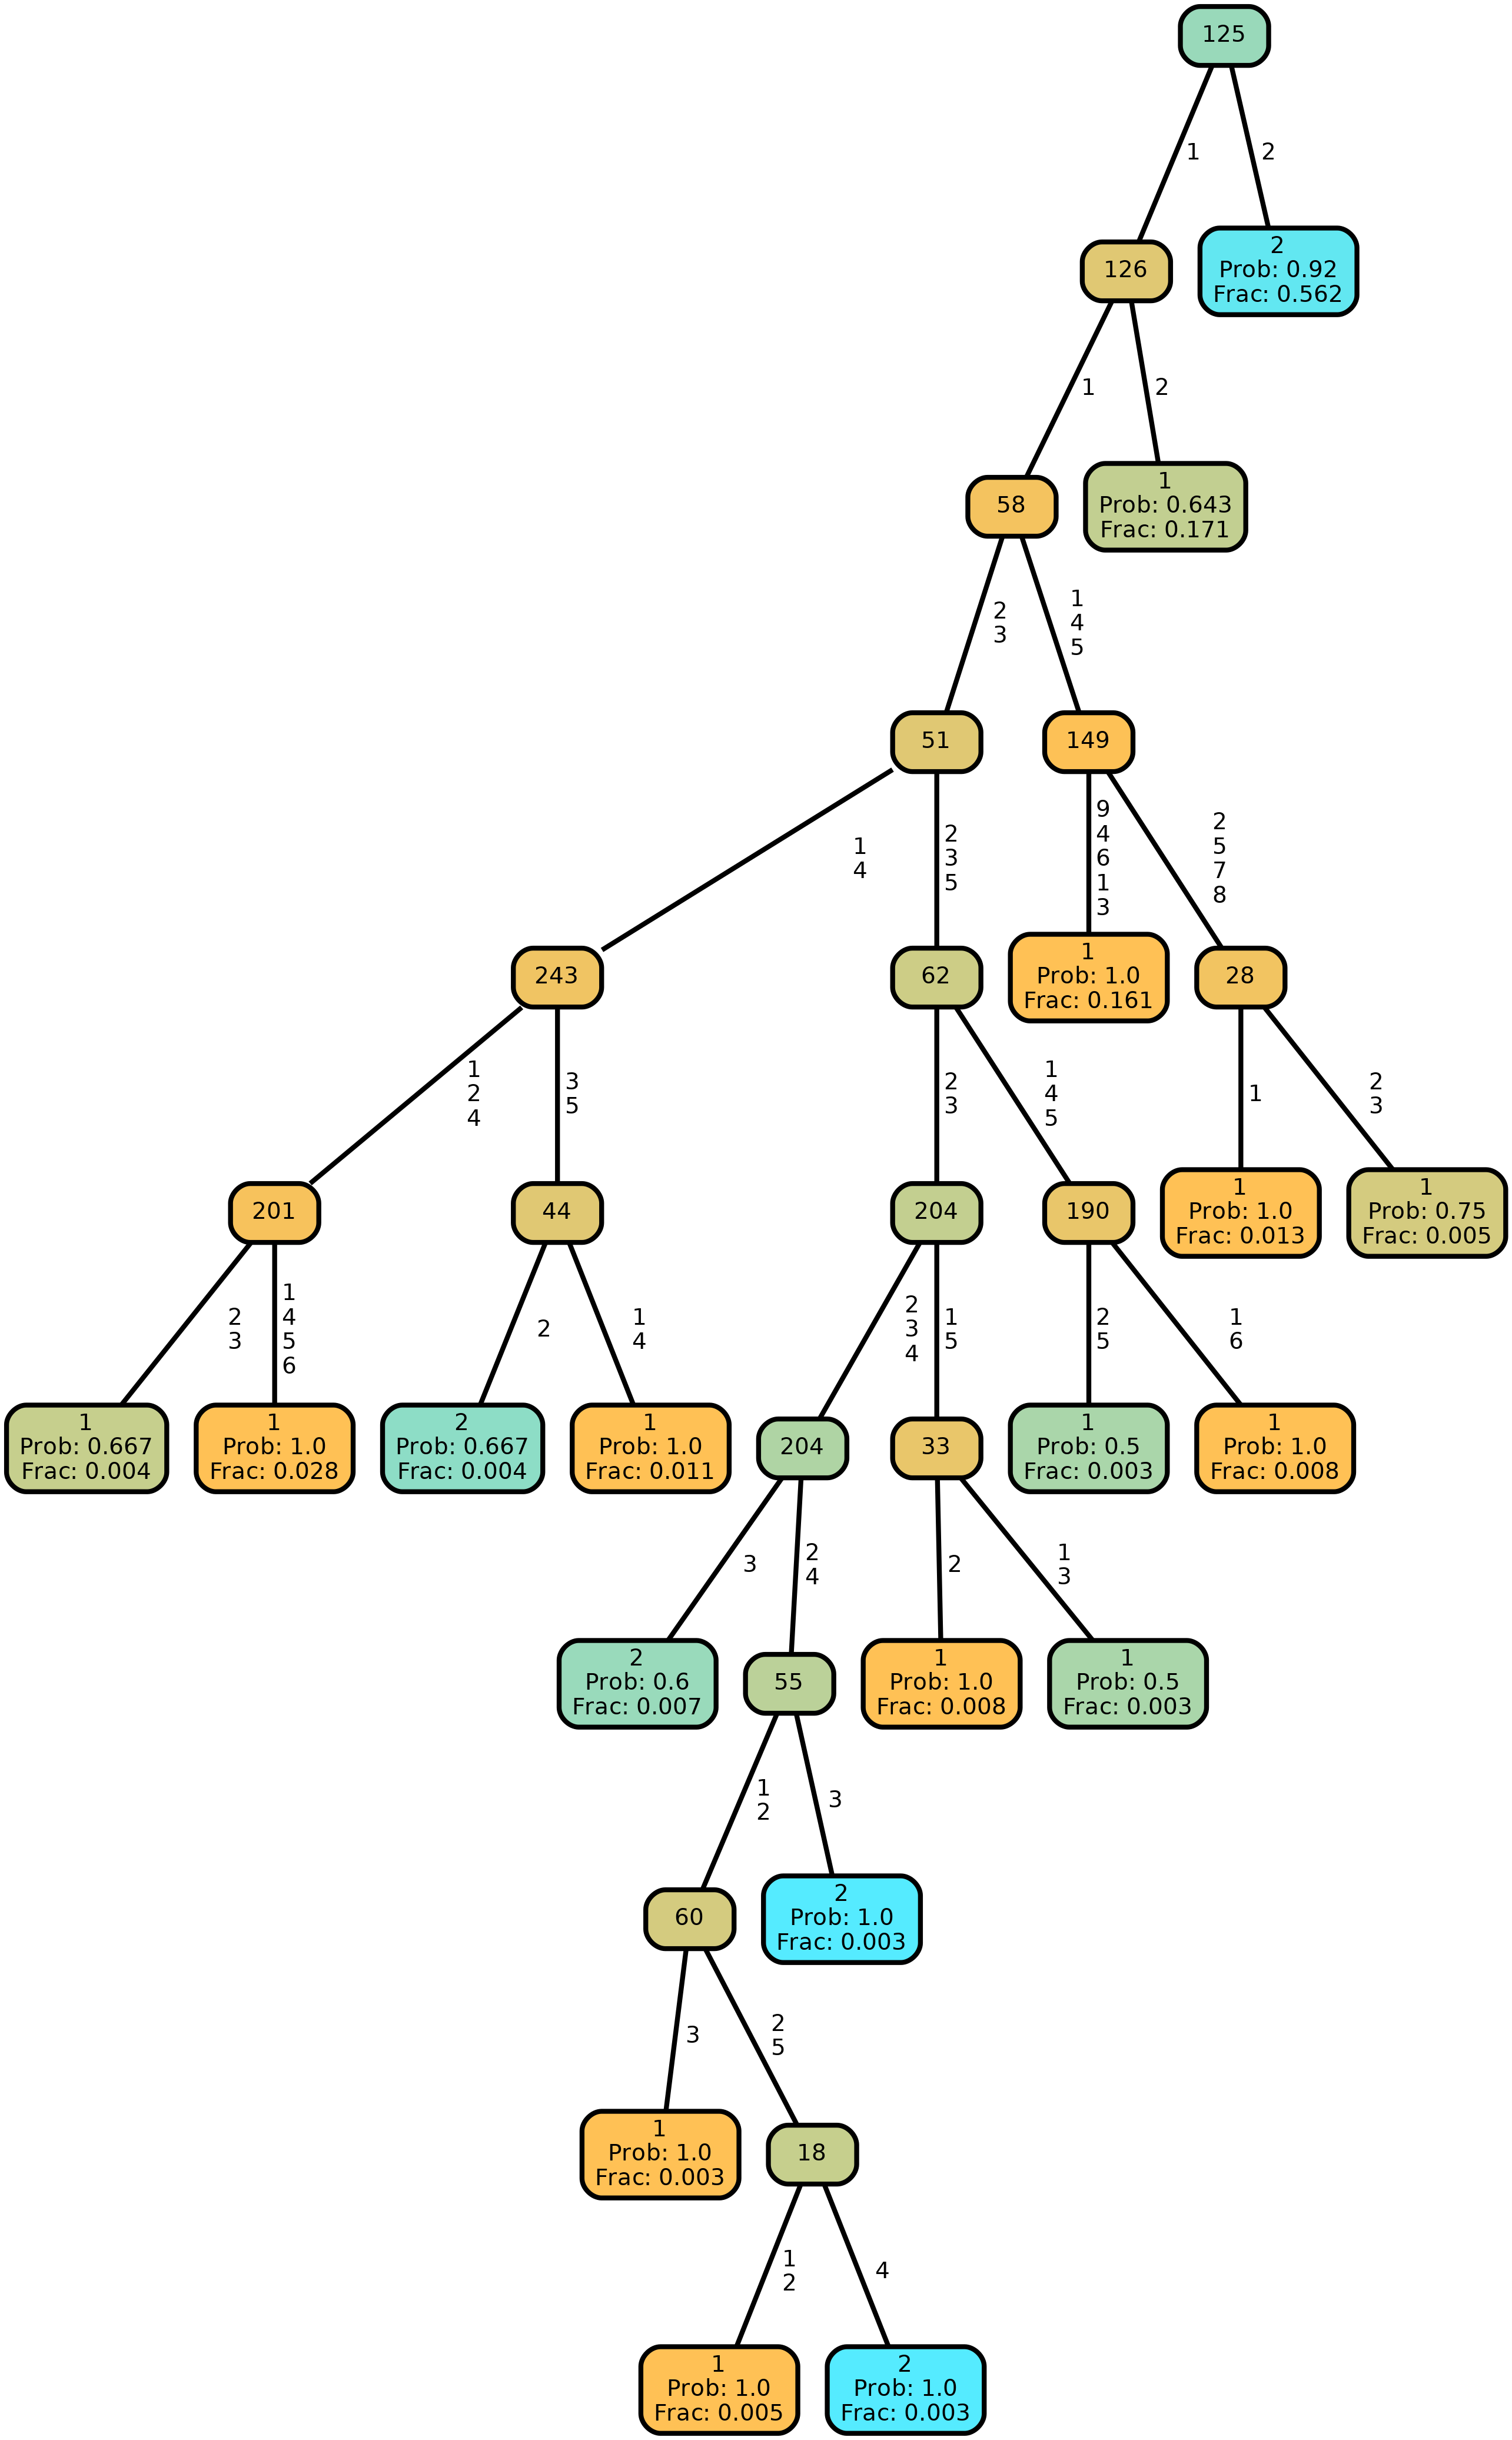 125
1
2
126
2
Prob: 0.92
Frac: 0.562
1
2
58
1
Prob: 0.643
Frac: 0.171
2
3
1
4
5
51
149
1
4
2
3
5
9
4
6
1
3
2
5
7
8
243
62
1
Prob: 1.0
Frac: 0.161
28
1
2
4
3
5
2
3
1
4
5
1
2
3
201
44
204
190
1
Prob: 1.0
Frac: 0.013
1
Prob: 0.75
Frac: 0.005
2
3
1
4
5
6
2
1
4
2
3
4
1
5
2
5
1
6
1
Prob: 0.667
Frac: 0.004
1
Prob: 1.0
Frac: 0.028
2
Prob: 0.667
Frac: 0.004
1
Prob: 1.0
Frac: 0.011
204
33
1
Prob: 0.5
Frac: 0.003
1
Prob: 1.0
Frac: 0.008
3
2
4
2
1
3
2
Prob: 0.6
Frac: 0.007
55
1
Prob: 1.0
Frac: 0.008
1
Prob: 0.5
Frac: 0.003
1
2
3
60
2
Prob: 1.0
Frac: 0.003
3
2
5
1
Prob: 1.0
Frac: 0.003
18
1
2
4
1
Prob: 1.0
Frac: 0.005
2
Prob: 1.0
Frac: 0.003